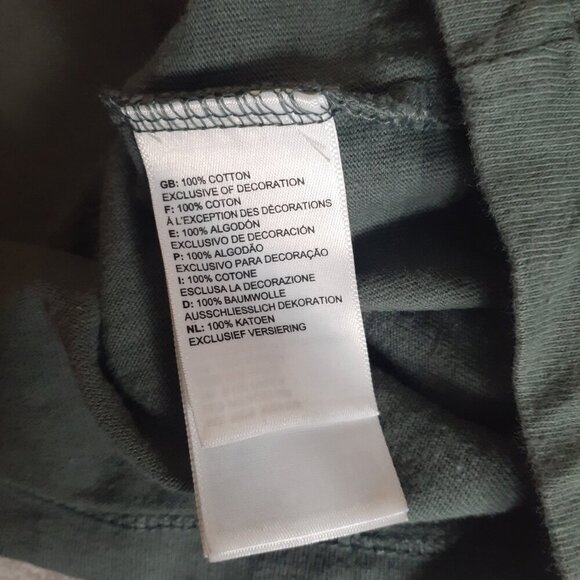 GB: 100% COTTON
EXCLUSIVE OF DECORATION
F: 100% COTON
À L'EXCEPTION DES DÉCORATIONS
E: 100% ALGODÓN
EXCLUSIVO DE DECORACIÓN
P: 100% ALGODÃO
EXCLUSIVO PARA DECORAÇÃO
I: 100% COTONE
ESCLUSA LA DECORAZIONE
D: 100% BAUMWOLLE
AUSSCHLIESSLICH DEKORATION
NL: 100% KATOEN
EXCLUSIEF VERSIERING